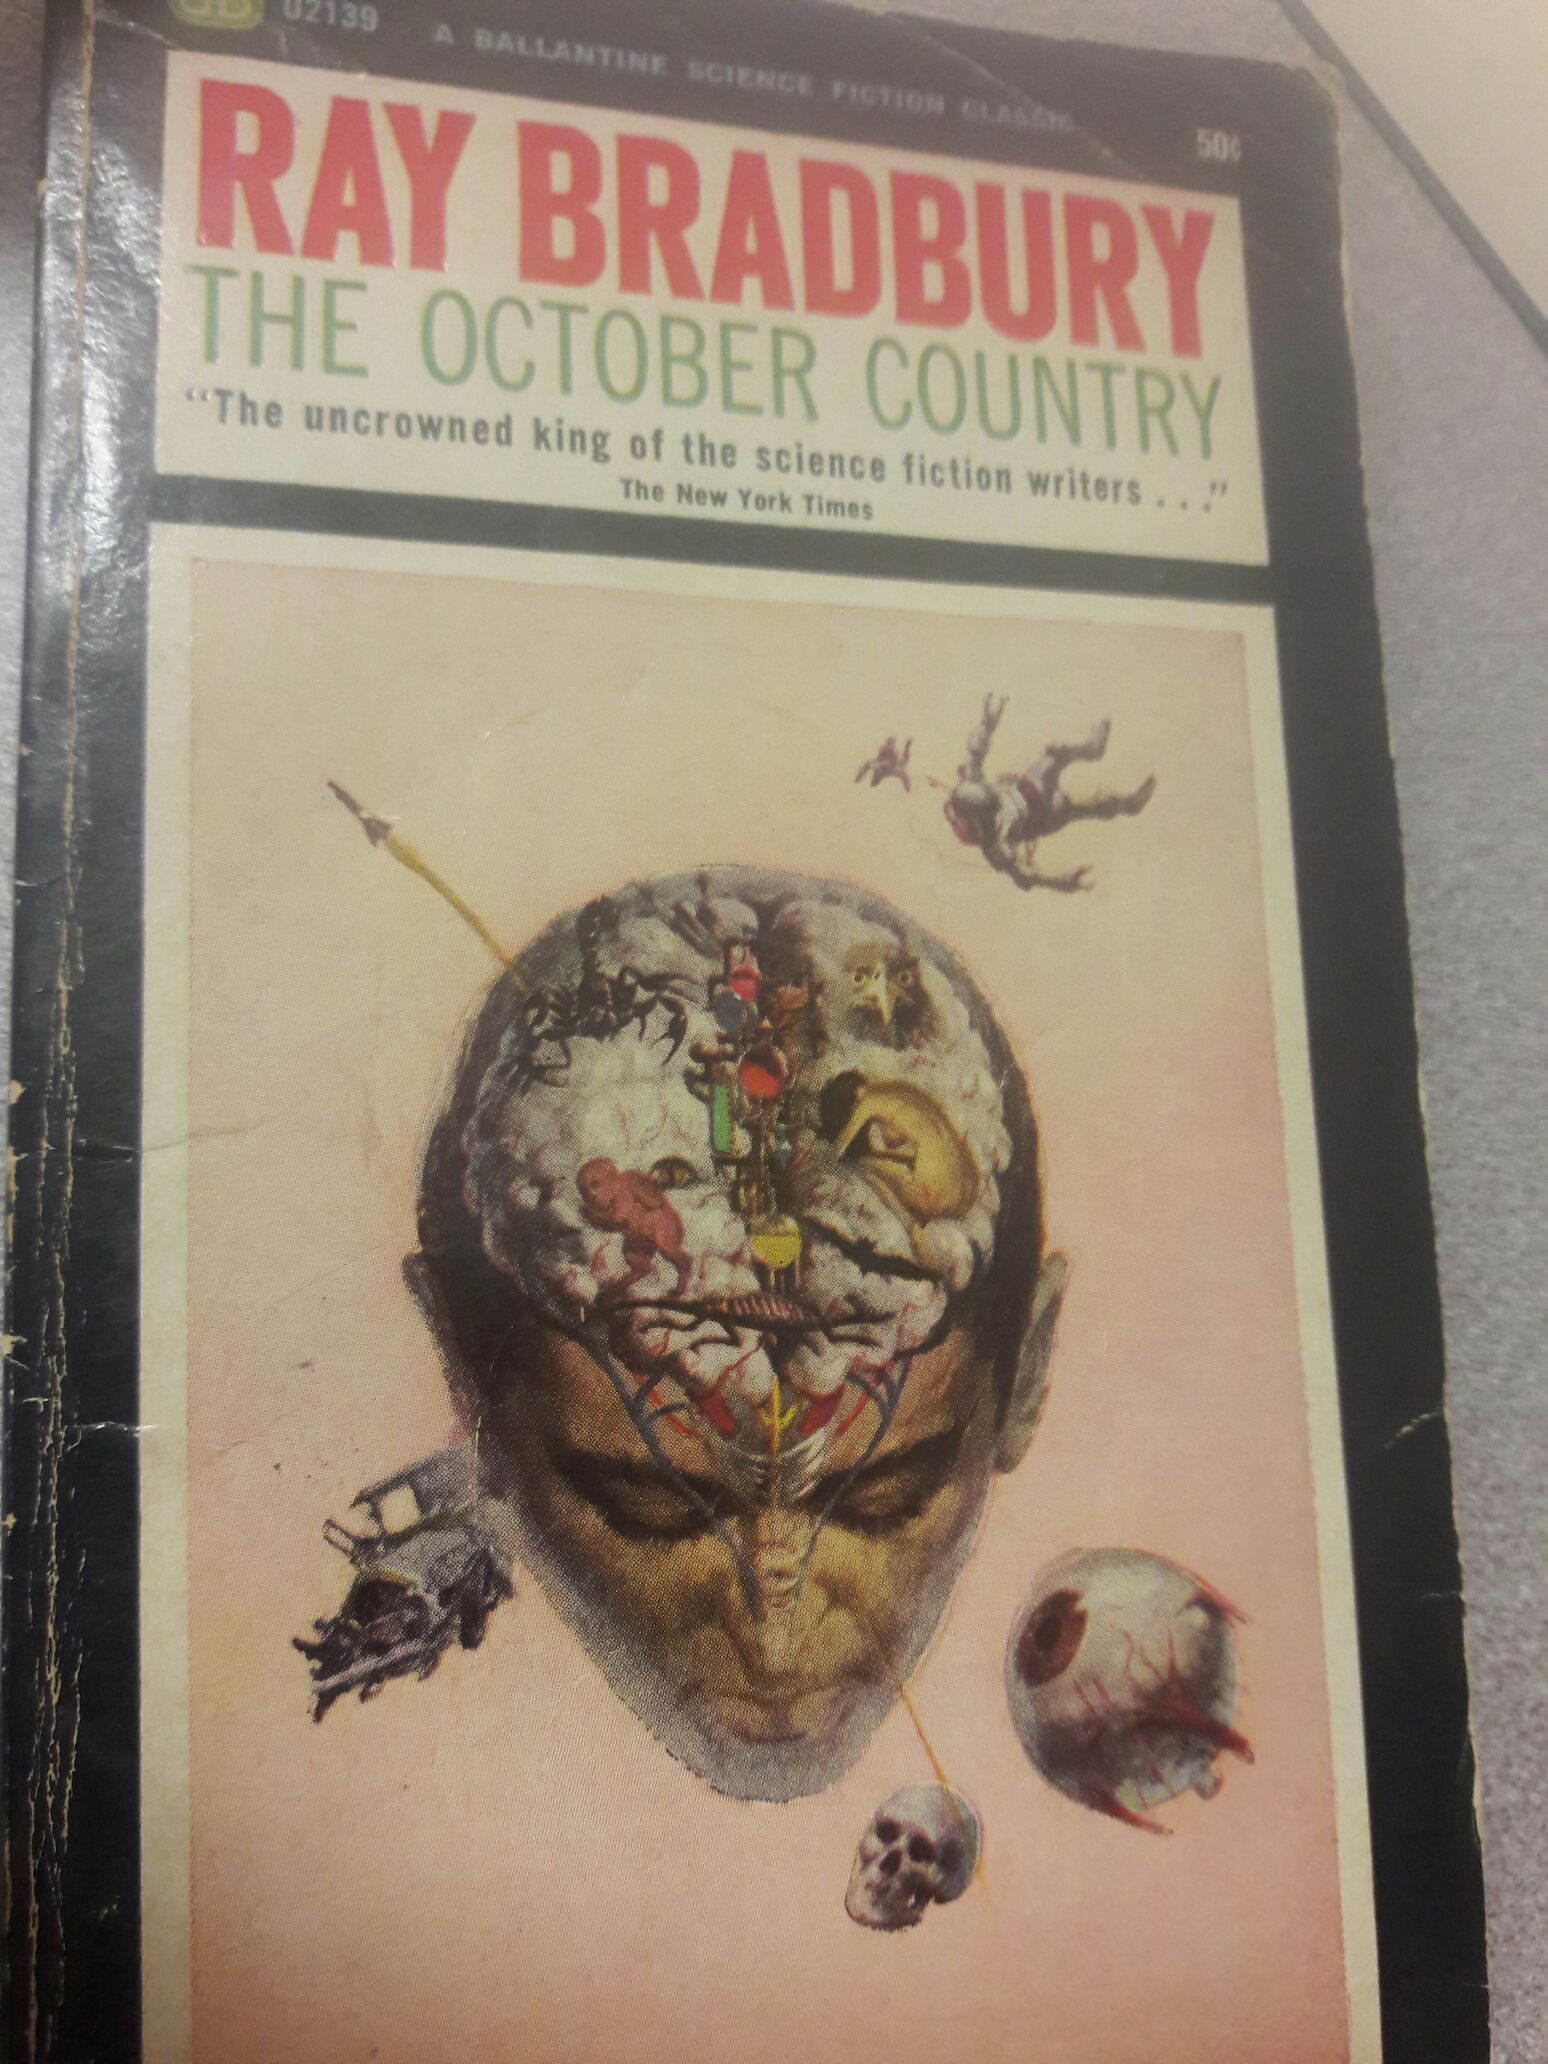 U2139
A BALLANTINE SCIENCE FICTION CLASSIC
50¢
RAY BRADBURY
THE OCTOBER COUNTRY
“The uncrowned king of the science fiction writers . . .”
The New York Times